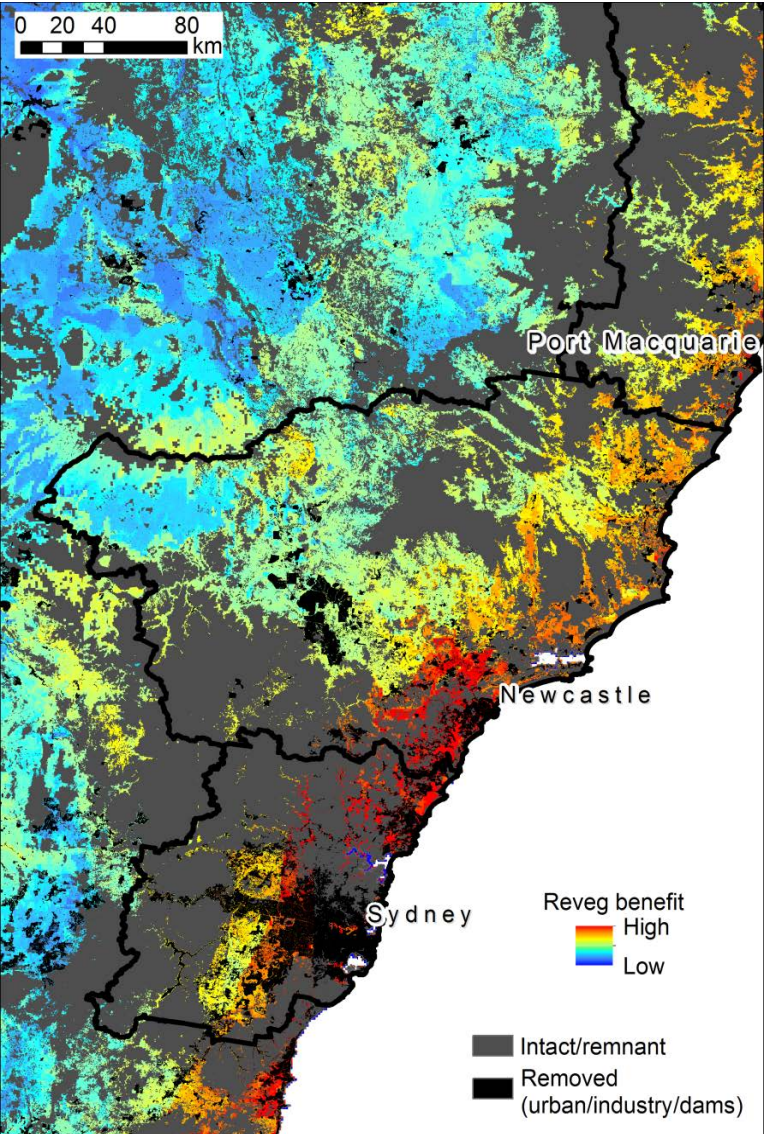 0 20 40 80
km
Port Macquarie
Newcastle
Sydney
Reveg benefit
High
Low
Intact/remnant
Removed
(urban/industry/dams)